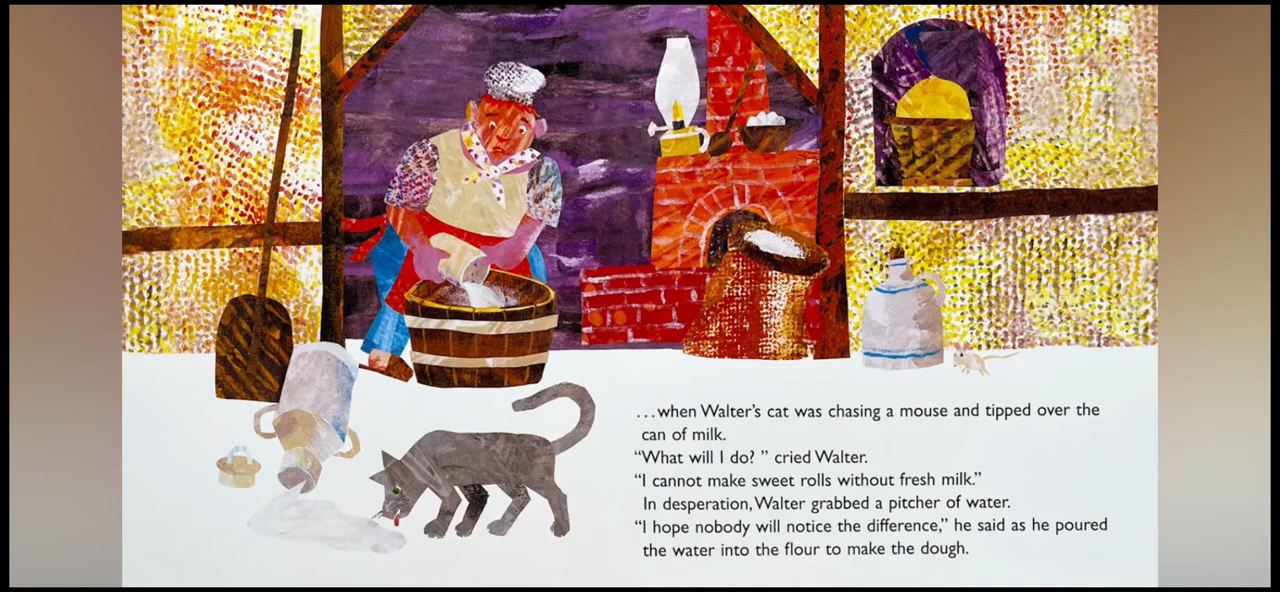 ...when Walter's cat was chasing a mouse and tipped over the
can of milk.
“What will I do? ” cried Walter.
“I cannot make sweet rolls without fresh milk.”
In desperation, Walter grabbed a pitcher of water.
“I hope nobody will notice the difference,” he said as he poured
the water into the flour to make the dough.